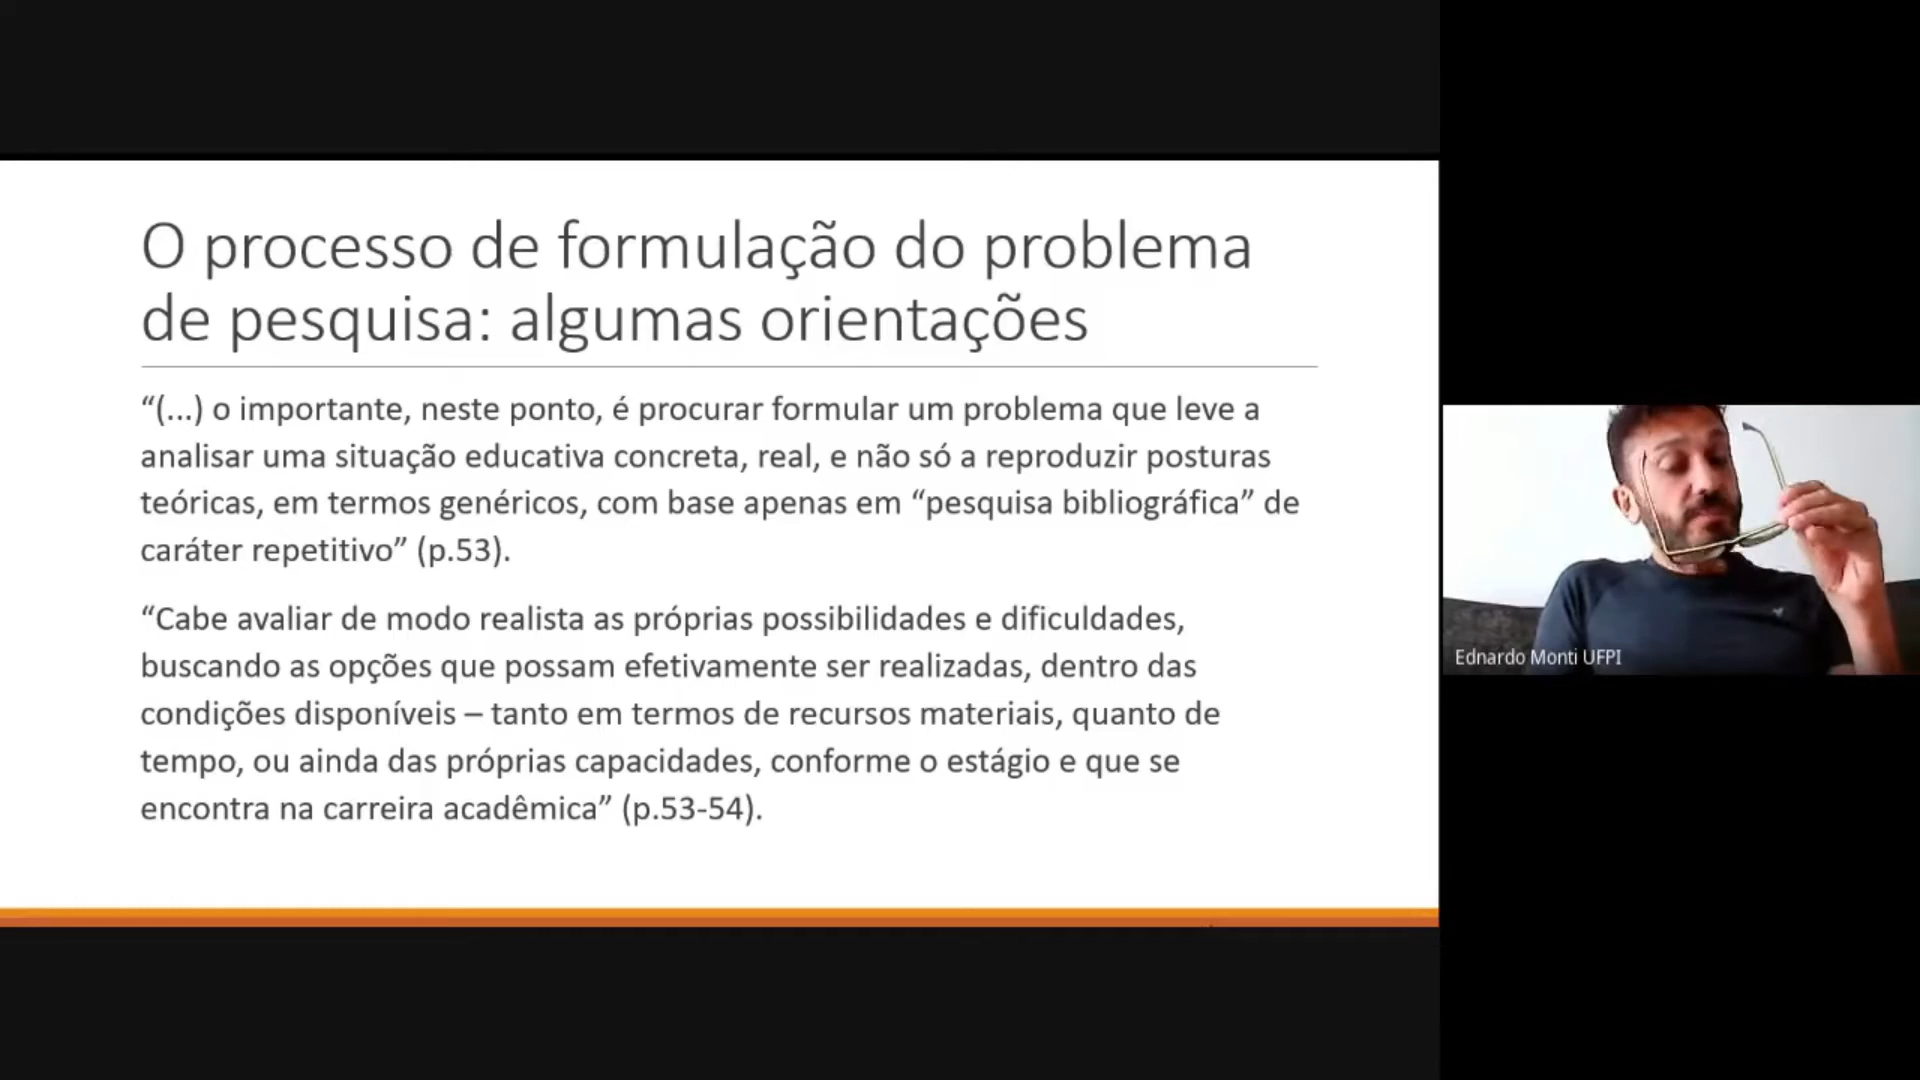 O processo de formulação do problema
de pesquisa: algumas orientações
“(...) o importante, neste ponto, é procurar formular um problema que leve a
analisar uma situação educativa concreta, real, e não só a reproduzir posturas
teóricas, em termos genéricos, com base apenas em “pesquisa bibliográfica” de
caráter repetitivo” (p.53).
“Cabe avaliar de modo realista as próprias possibilidades e dificuldades,
buscando as opções que possam efetivamente ser realizadas, dentro das
condições disponíveis – tanto em termos de recursos materiais, quanto de
tempo, ou ainda das próprias capacidades, conforme o estágio e que se
encontra na carreira acadêmica” (p.53-54).
Ednardo Monti UFPI